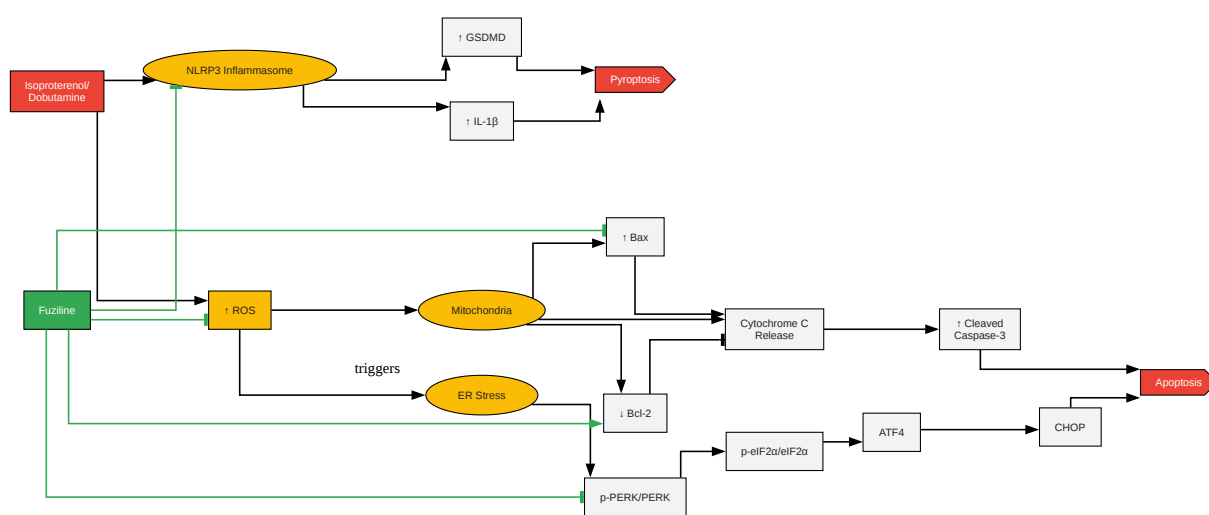 ↑ GSDMD
NLRP3 Inflammasome
Pyroptosis
Isoproterenol/
Dobutamine
↑ IL-1β
↑ Bax
Fuziline
↑ ROS
Mitochondria
Cytochrome C
Release
↑ Cleaved
Caspase-3
triggers
ER Stress
Apoptosis
↓ Bcl-2
CHOP
ATF4
p-eIF2α/eIF2α
p-PERK/PERK